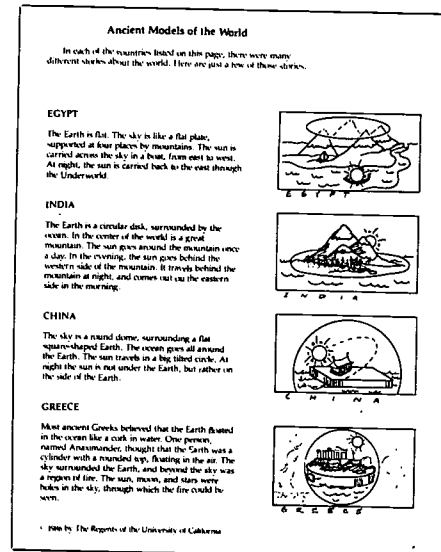 Ancient Models of the World
In each of the countries listed on this page, there were many
different stories about the world. Here are just a few of those stories.
EGYPT
The Earth is flat. The sky is like a flat plate,
supported at four places by mountains. The sun is
carried across the sky in a boat, from east to west.
At night, the sun is carried back to the east through
the Underworld.
EGYPT
INDIA
The Earth is a circular disk, surrounded by the
ocean. In the center of the world is a great
mountain. The sun goes around the mountain once
a day. In the evening, the sun goes behind the
western side of the mountain. It travels behind the
mountain at night, and comes out on the eastern
side in the morning.
INDIA
CHINA
The sky is a round dome, surrounding a flat
square-shaped Earth. The ocean goes all around
the Earth. The sun travels in a big tilted circle. At
night the sun is not under the Earth, but rather on
the side of the Earth.
CHINA
GREECE
Most ancient Greeks believed that the Earth floated
in the ocean like a cork in water. One person,
named Anaximander, thought that the Earth was a
cylinder with a rounded top, floating in the air. The
sky surrounded the Earth, and beyond the sky was
a region of fire. The sun, moon, and stars were
holes in the sky, through which the fire could be
seen.
GREECE
© 1986 by The Regents of the University of California